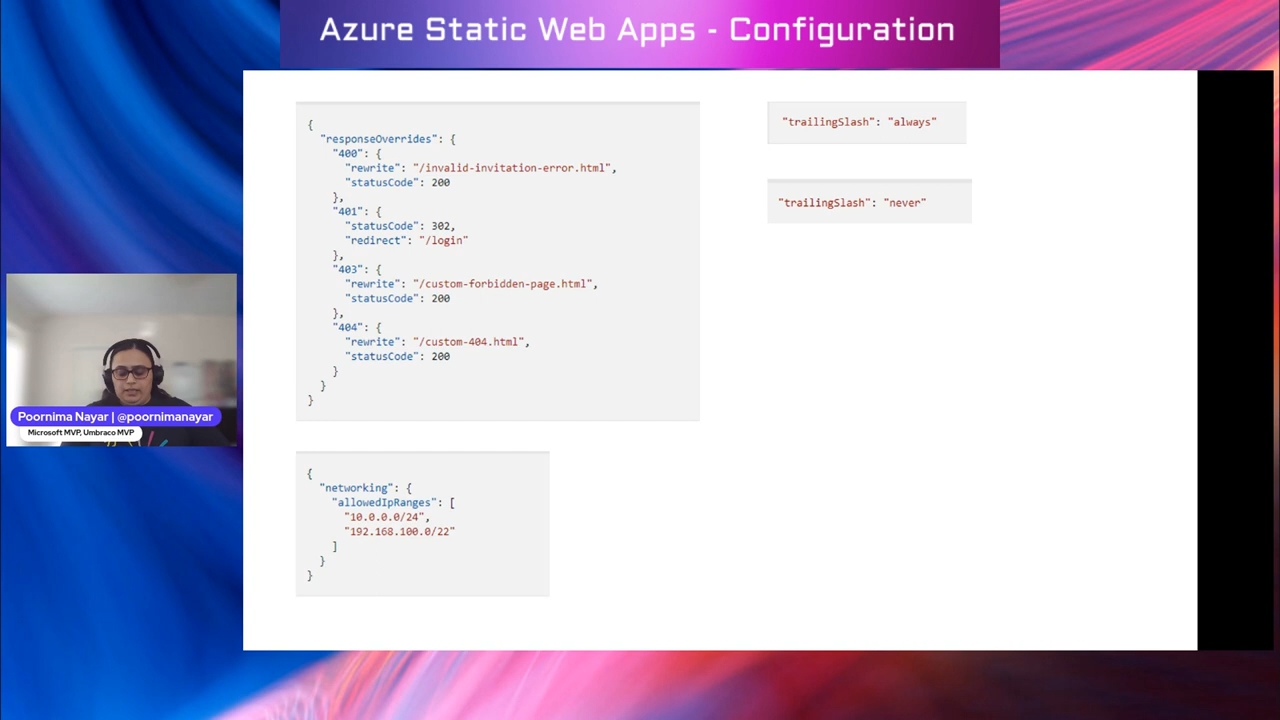 Azure Static Web Apps - Configuration
{
"responseOverrides": {
"400": {
"rewrite": "/invalid-invitation-error.html",
"statusCode": 200
},
"401": {
"statusCode": 302,
"redirect": "/login"
},
"403": {
"rewrite": "/custom-forbidden-page.html",
"statusCode": 200
},
"404": {
"rewrite": "/custom-404.html",
"statusCode": 200
}
}
}
"trailingSlash": "always"
"trailingSlash": "never"
{
"networking": {
"allowedIpRanges": [
"10.0.0.0/24",
"192.168.100.0/22"
]
}
}
Poornima Nayar | @poornimanayar
Microsoft MVP, Umbraco MVP